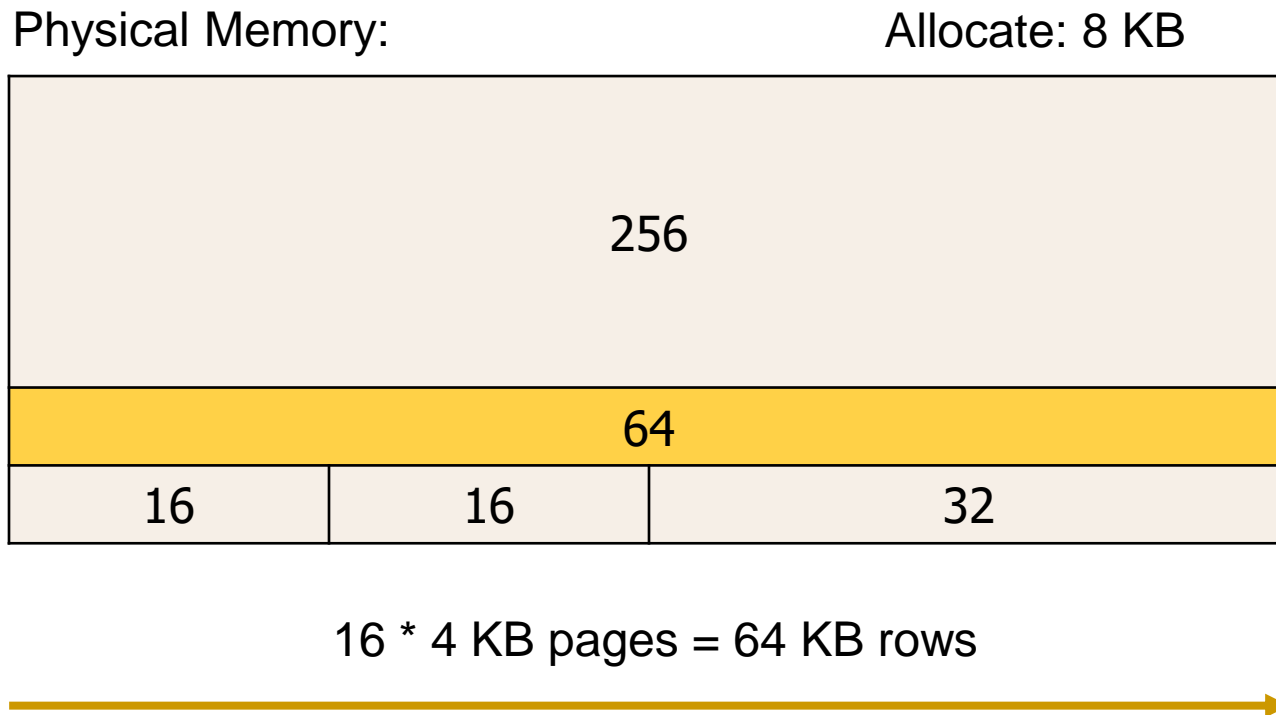 Physical Memory:
Allocate: 8 KB
256
64
16 16 32
16 * 4 KB pages = 64 KB rows